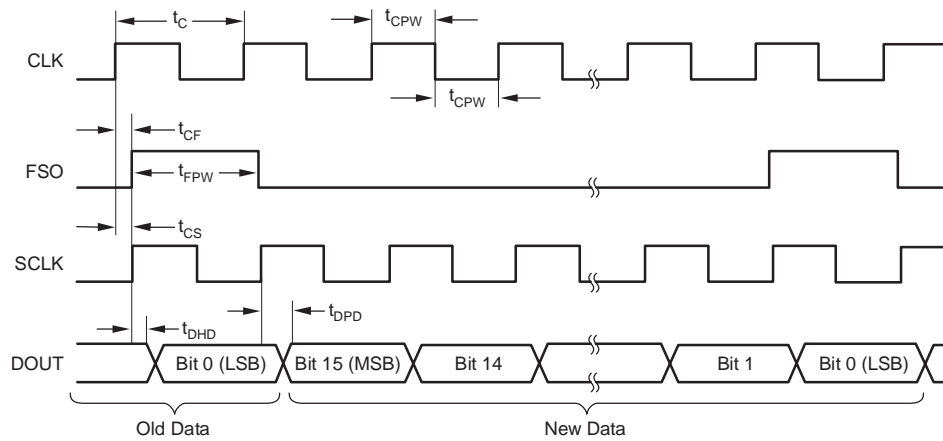 t_C
t_CPW
CLK
t_CPW
t_CF
FSO
t_FPW
t_CS
SCLK
t_DPD
t_DHD
DOUT
Bit 0 (LSB)
Bit 15 (MSB)
Bit 14
Bit 1
Bit 0 (LSB)
Old Data
New Data